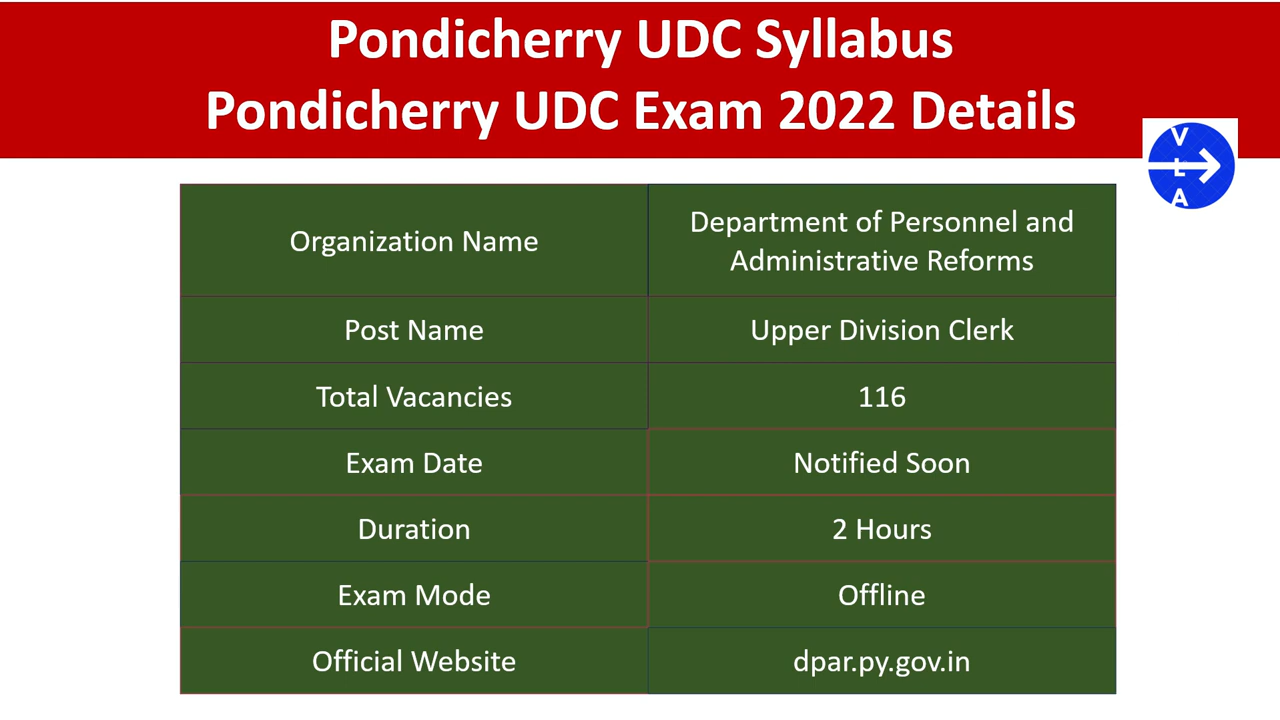 Pondicherry UDC Syllabus
Pondicherry UDC Exam 2022 Details
V
L
A
Organization Name
Department of Personnel and
Administrative Reforms
Post Name
Upper Division Clerk
Total Vacancies
116
Exam Date
Notified Soon
Duration
2 Hours
Exam Mode
Offline
Official Website
dpar.py.gov.in